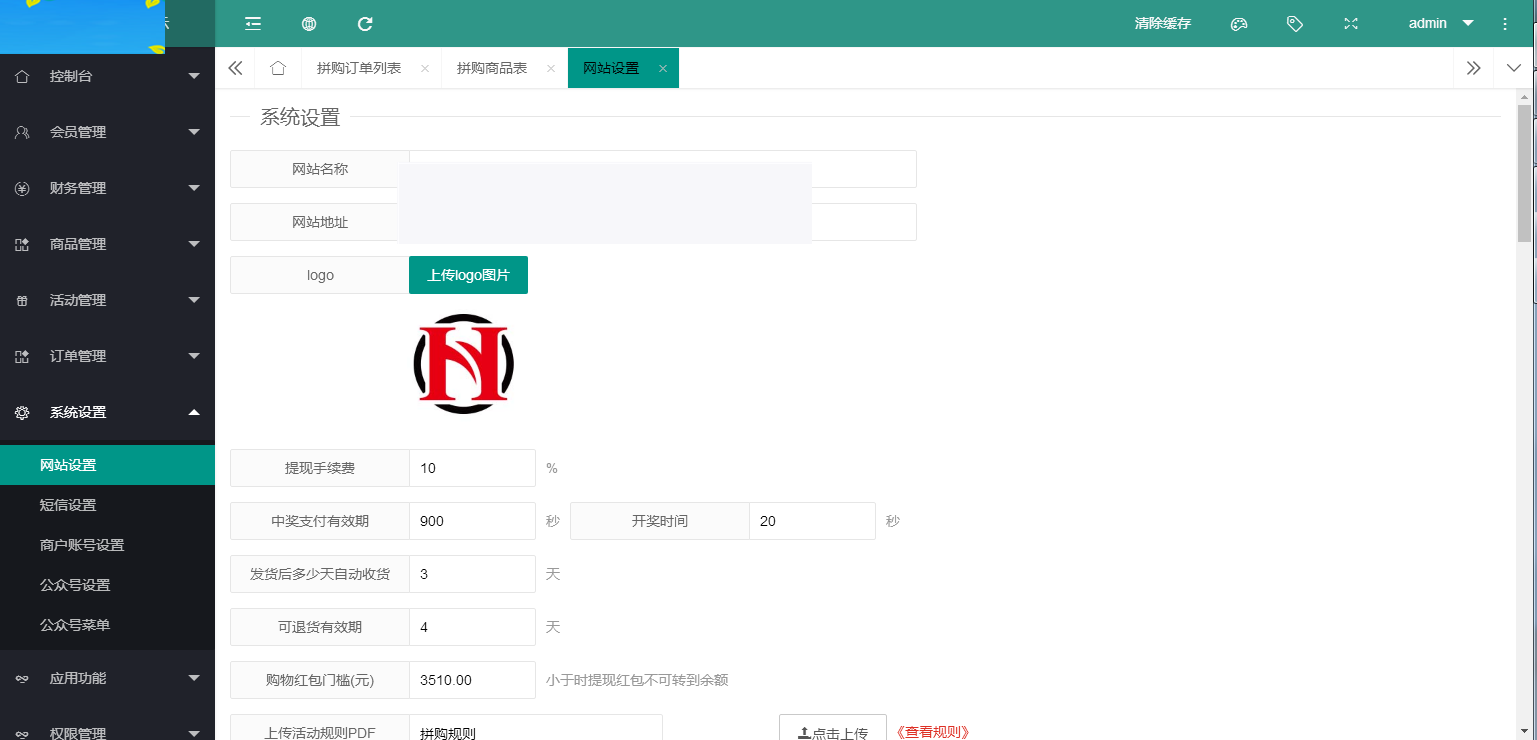 清除缓存 admin
拼购订单列表 × 拼购商品表 × 网站设置 ×
控制台
会员管理
财务管理
商品管理
活动管理
订单管理
系统设置
网站设置
短信设置
商户账号设置
公众号设置
公众号菜单
应用功能
权限管理
系统设置
网站名称
网站地址
logo 上传logo图片
提现手续费 10 %
中奖支付有效期 900 秒 开奖时间 20 秒
发货后多少天自动收货 3 天
可退货有效期 4 天
购物红包门槛(元) 3510.00 小于时提现红包不可转到余额
上传活动规则PDF 拼购规则 点击上传 《查看规则》